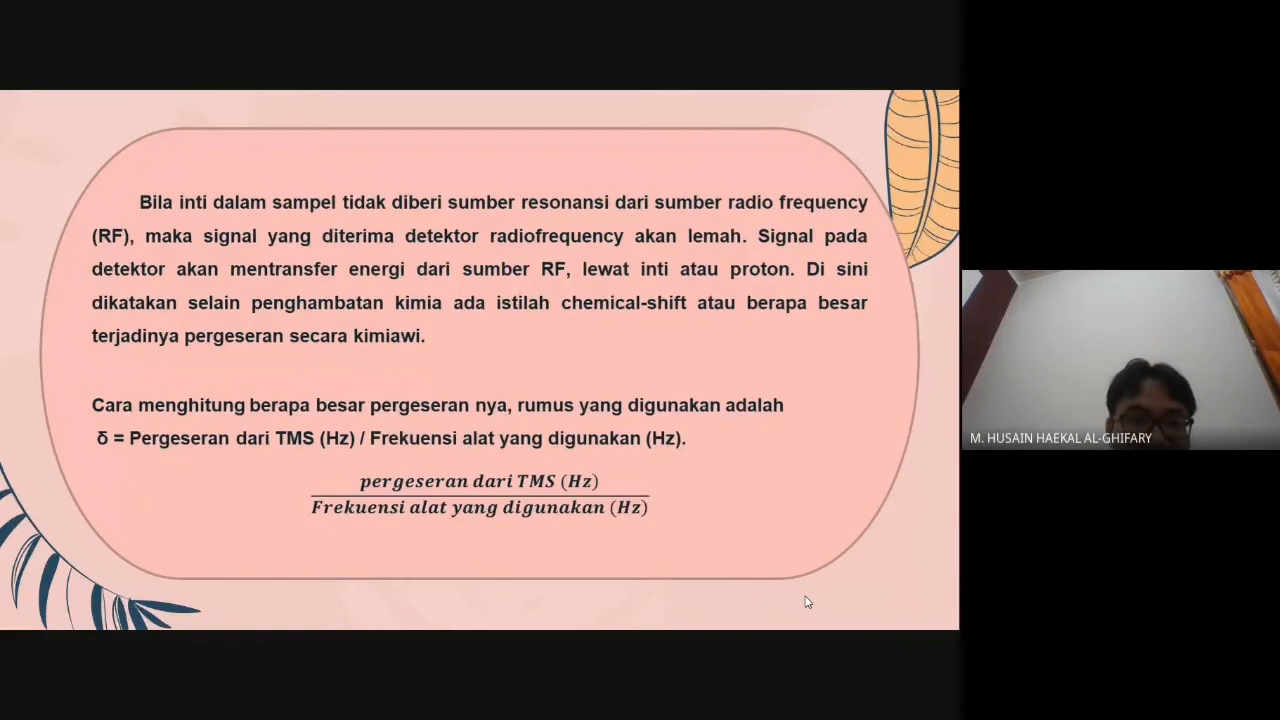 Bila inti dalam sampel tidak diberi sumber resonansi dari sumber radio frequency
(RF), maka signal yang diterima detektor radiofrequency akan lemah. Signal pada
detektor akan mentransfer energi dari sumber RF, lewat inti atau proton. Di sini
dikatakan selain penghambatan kimia ada istilah chemical-shift atau berapa besar
terjadinya pergeseran secara kimiawi.
Cara menghitung berapa besar pergeseran nya, rumus yang digunakan adalah
δ = Pergeseran dari TMS (Hz) / Frekuensi alat yang digunakan (Hz).
pergeseran dari TMS (Hz)
Frekuensi alat yang digunakan (Hz)
M. HUSAIN HAEKAL AL-GHIFARY